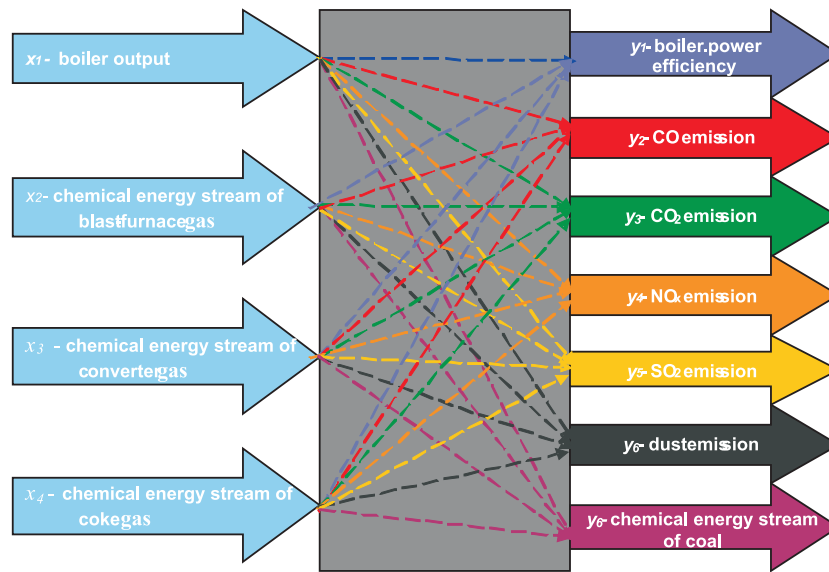 x1- boiler output
x2- chemical energy stream of
blastfurnacegas
x3 - chemical energy stream of
convertergas
x4 - chemical energy stream of
cokegas
y1-boiler.power
efficiency
y2-CO emission
y3-CO2 emission
y4-NOx emission
y5-SO2 emission
y6-dustemission
y6-chemical energy stream
of coal